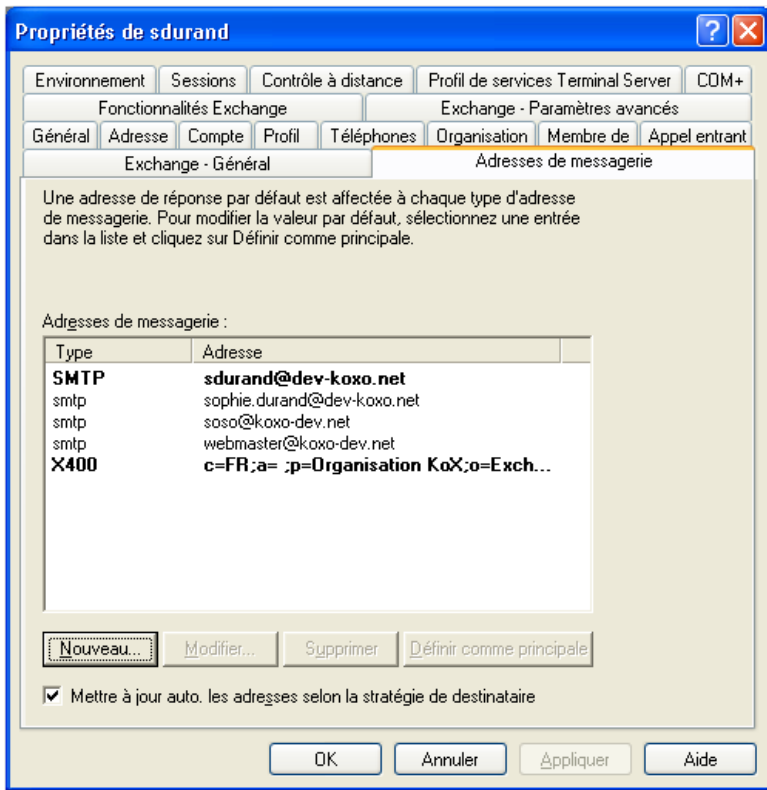 Propriétés de sdurand
Environnement Sessions Contrôle à distance Profil de services Terminal Server COM+
Fonctionnalités Exchange Exchange - Paramètres avancés
Général Adresse Compte Profil Téléphones Organisation Membre de Appel entrant
Exchange - Général Adresses de messagerie
Une adresse de réponse par défaut est affectée à chaque type d'adresse
de messagerie. Pour modifier la valeur par défaut, sélectionnez une entrée
dans la liste et cliquez sur Définir comme principale.
Adresses de messagerie :
Type Adresse
SMTP sdurand@dev-koxo.net
smtp sophie.durand@dev-koxo.net
smtp soso@koxo-dev.net
smtp webmaster@koxo-dev.net
X400 c=FR;a= ;p=Organisation KoX;o=Exch...
Nouveau... Modifier... Supprimer Définir comme principale
Mettre à jour auto. les adresses selon la stratégie de destinataire
OK Annuler Appliquer Aide